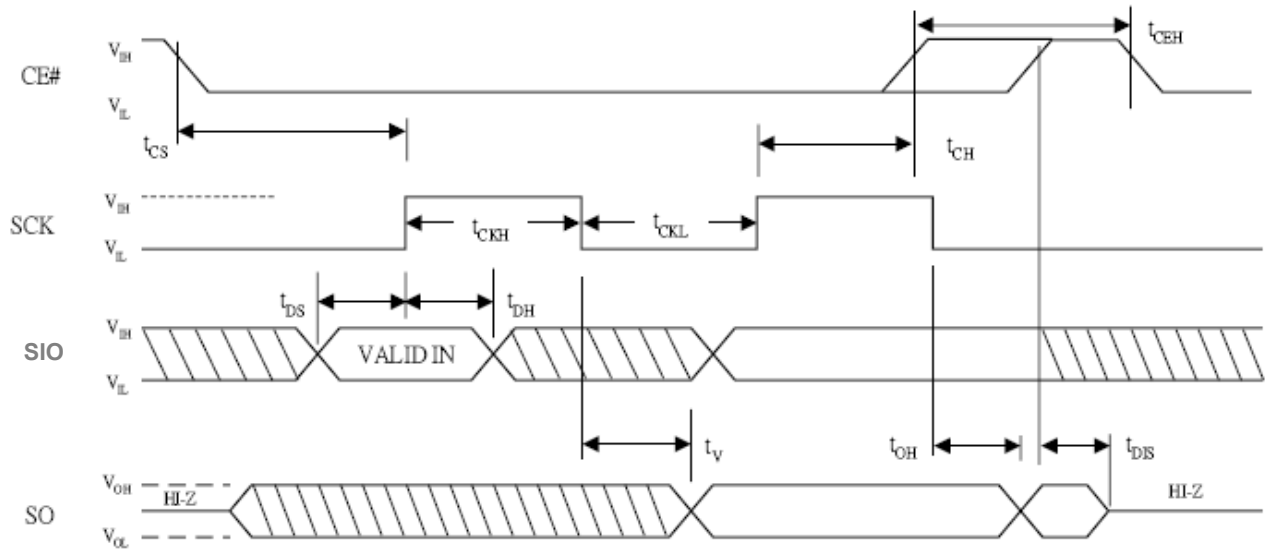 V_IH
CE#
V_IL
t_CEH
t_CS
t_CH
V_IH
SCK
V_IL
t_CKH
t_CKL
t_DS
t_DH
V_IH
SIO
VALID IN
V_IL
t_V
t_OH
t_DIS
V_OH
HI-Z
HI-Z
SO
V_OL